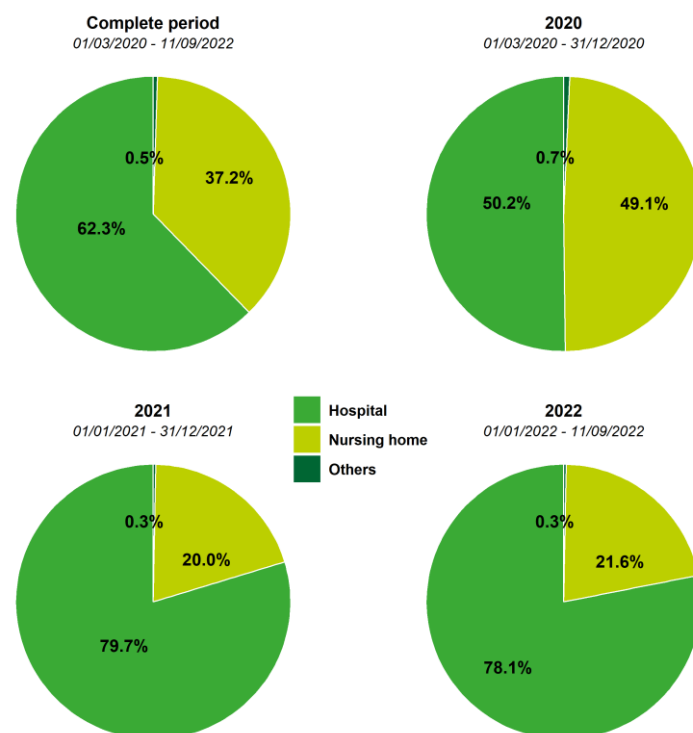 Complete period
01/03/2020 - 11/09/2022
0.5%
37.2%
62.3%
2020
01/03/2020 - 31/12/2020
0.7%
50.2%
49.1%
2021
01/01/2021 - 31/12/2021
0.3%
20.0%
79.7%
Hospital
Nursing home
Others
2022
01/01/2022 - 11/09/2022
0.3%
21.6%
78.1%